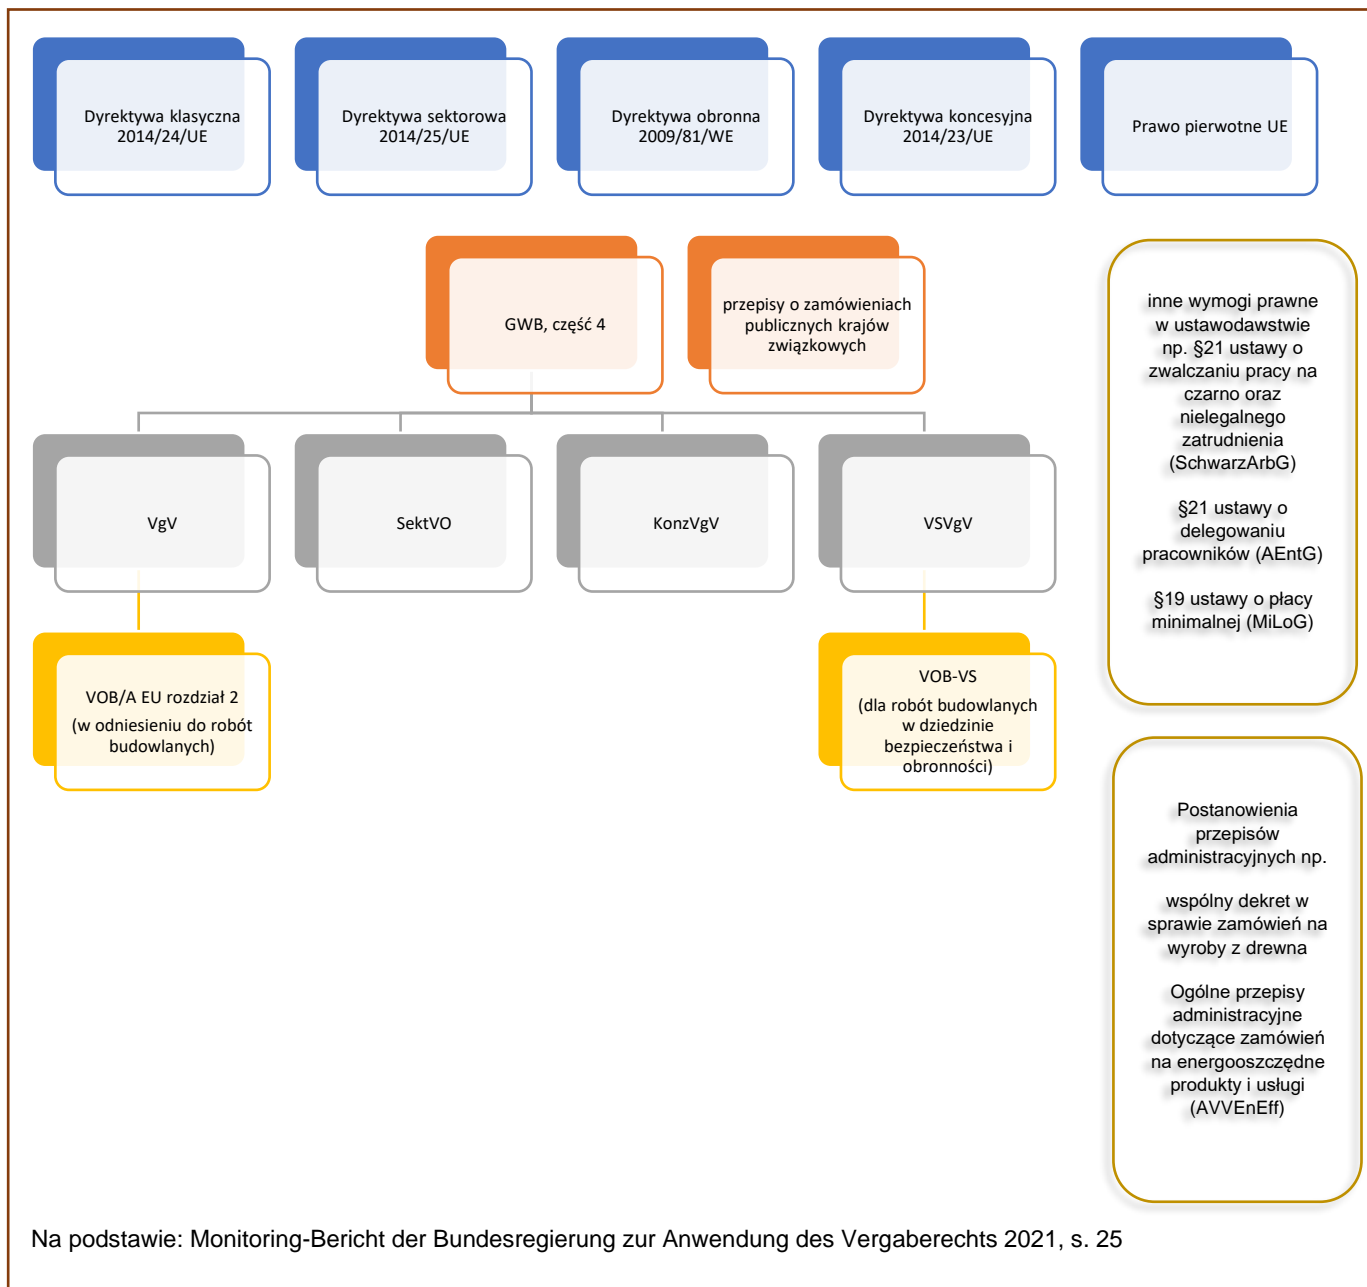 Dyrektywa klasyczna
2014/24/UE
Dyrektywa sektorowa
2014/25/UE
Dyrektywa obronna
2009/81/WE
Dyrektywa koncesyjna
2014/23/UE
Prawo pierwotne UE
GWB, część 4
przepisy o zamówieniach
publicznych krajów
związkowych
VgV
SektVO
KonzVgV
VSVgV
VOB/A EU rozdział 2
(w odniesieniu do robót
budowlanych)
VOB-VS
(dla robót budowlanych
w dziedzinie
bezpieczeństwa i
obronności)
inne wymogi prawne
w ustawodawstwie
np. §21 ustawy o
zwalczaniu pracy na
czarno oraz
nielegalnego
zatrudnienia
(SchwarzArbG)
§21 ustawy o
delegowaniu
pracowników (AEntG)
§19 ustawy o płacy
minimalnej (MiLoG)
Postanowienia
przepisów
administracyjnych np.
wspólny dekret w
sprawie zamówień na
wyroby z drewna
Ogólne przepisy
administracyjne
dotyczące zamówień
na energooszczędne
produkty i usługi
(AVVEnEff)
Na podstawie: Monitoring-Bericht der Bundesregierung zur Anwendung des Vergaberechts 2021, s. 25